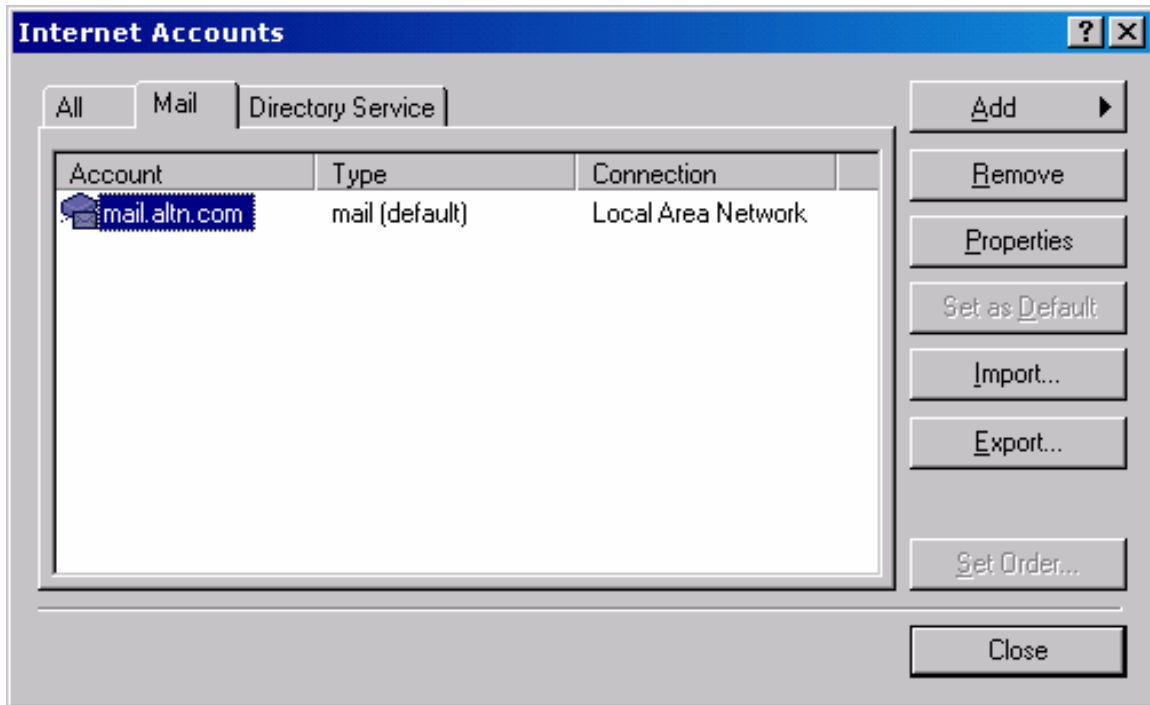 Internet Accounts
All Mail Directory Service
Add
Account Type Connection
Remove
mail.altn.com mail (default) Local Area Network
Properties
Set as Default
Import...
Export...
Set Order...
Close